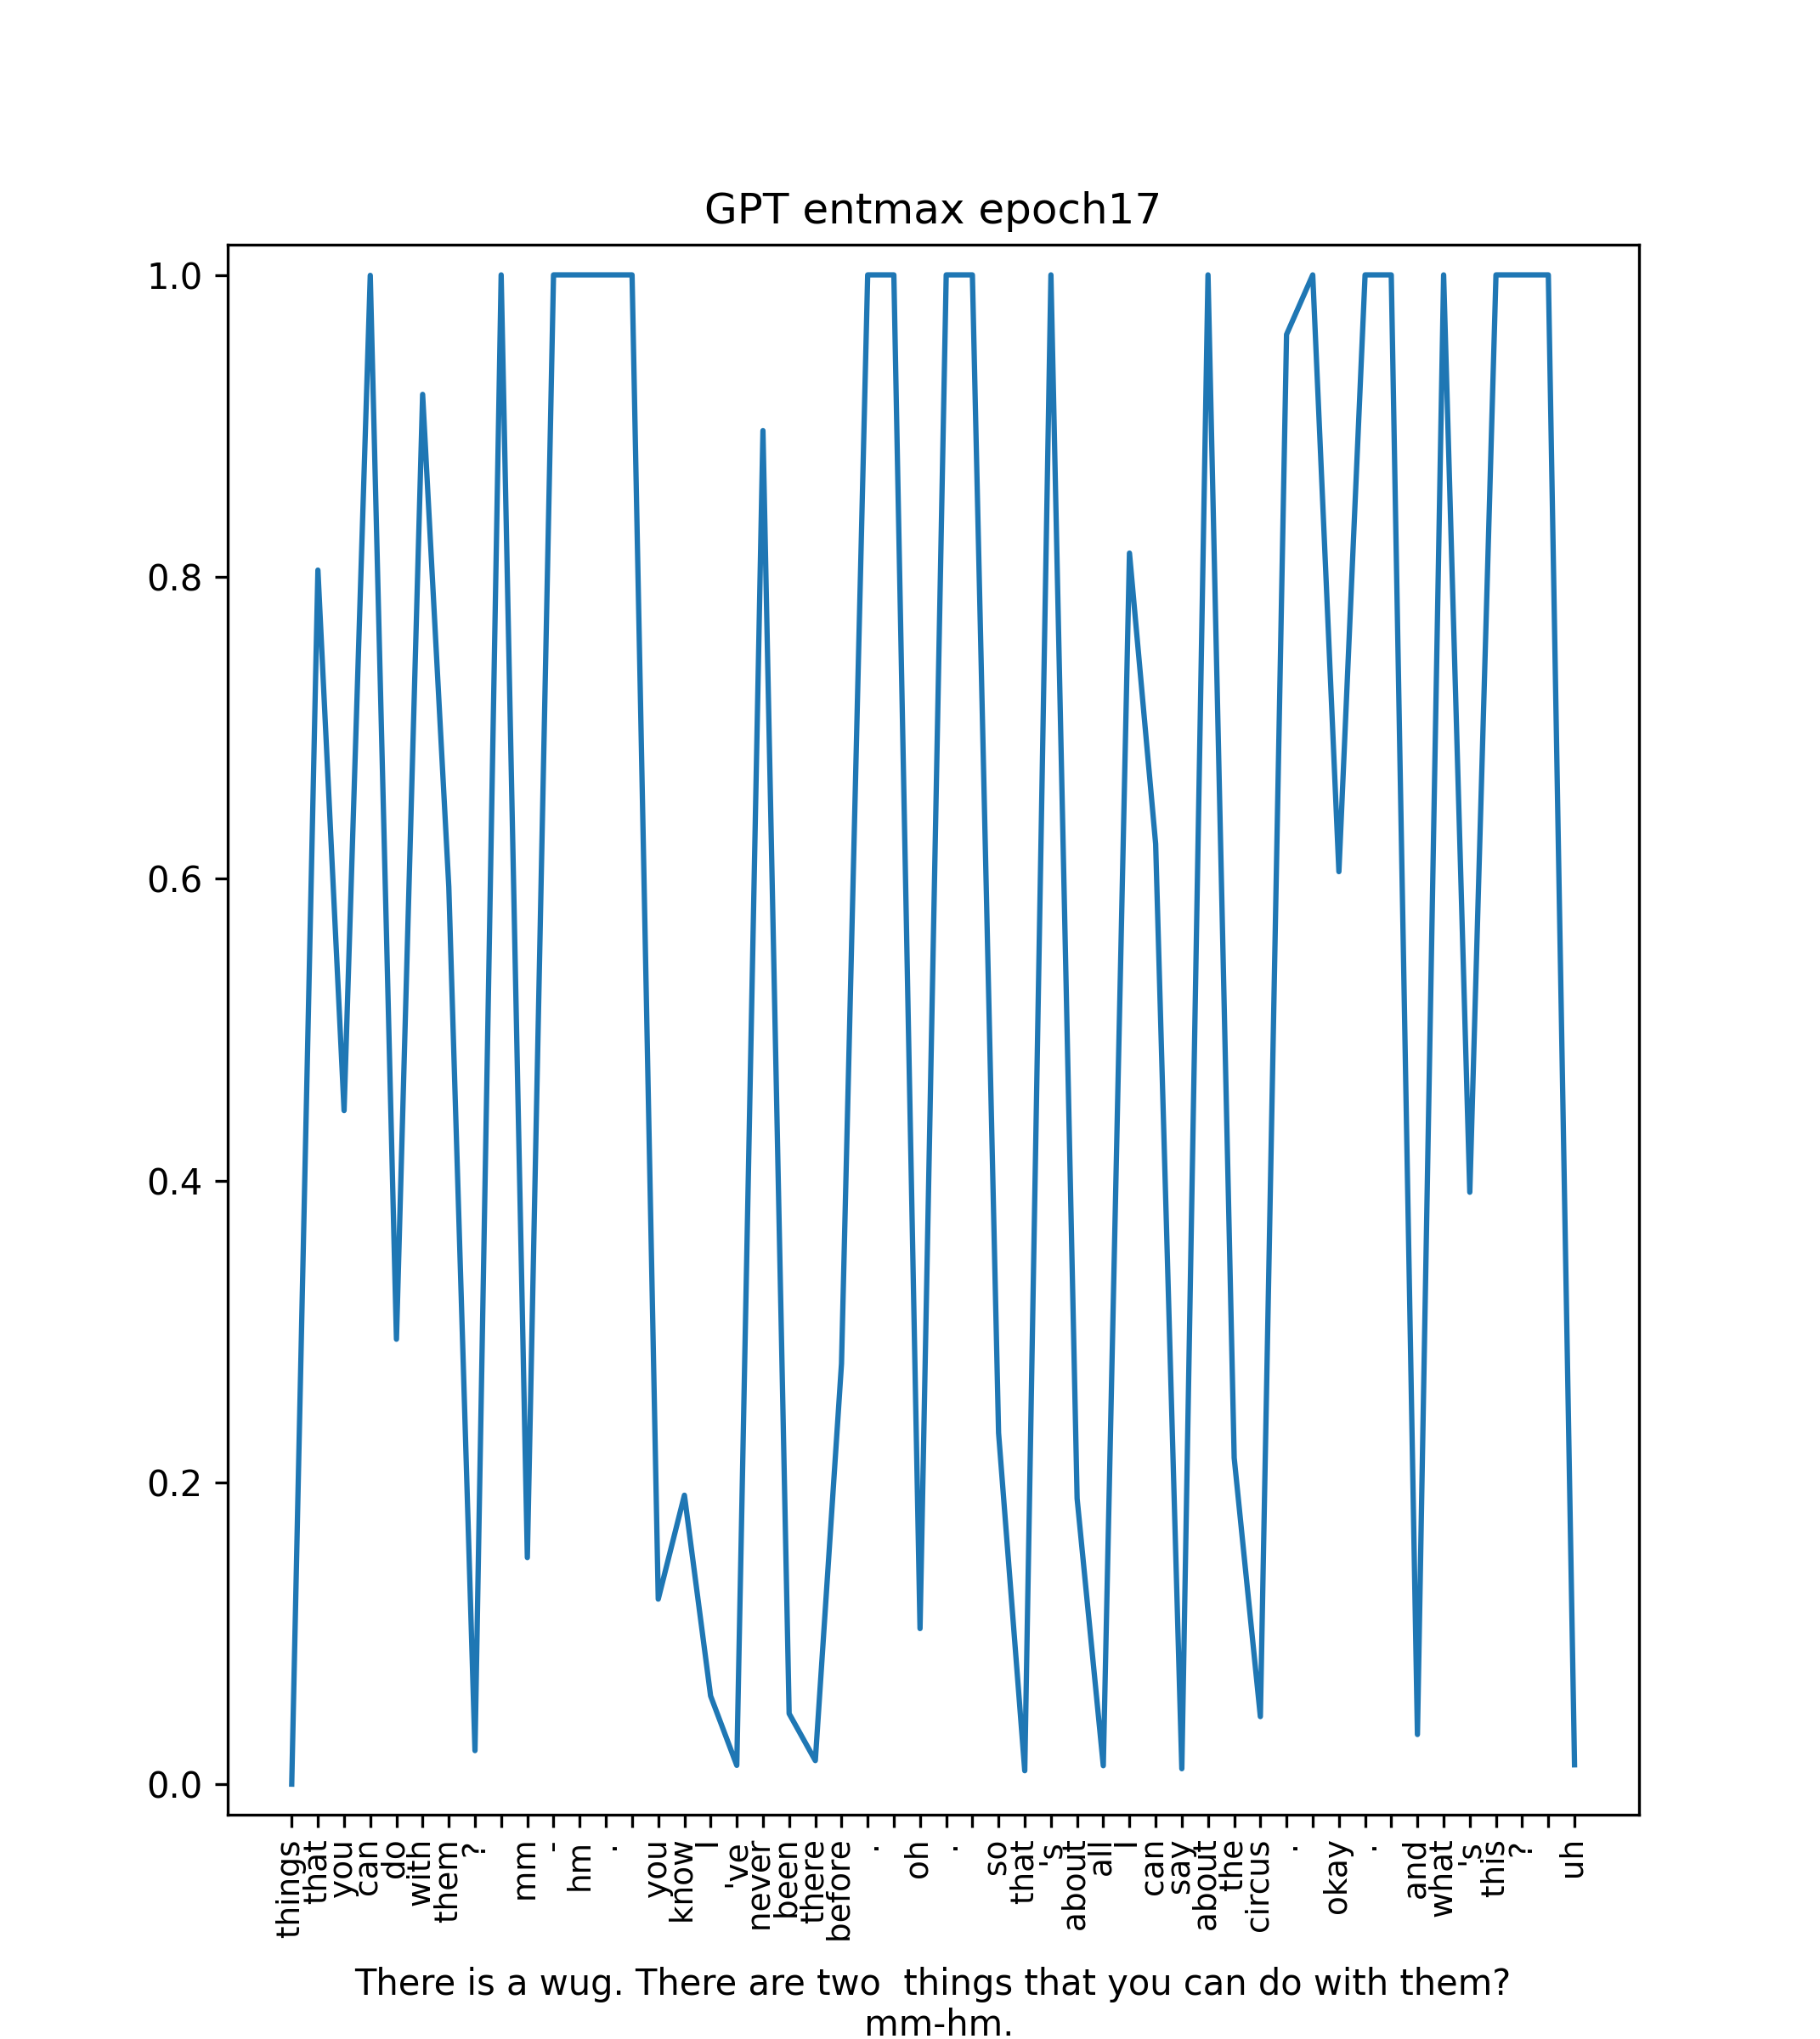 GPT entmax epoch17
1.0
0.8
0.6
0.4
0.2
0.0
things
that
you
can
do
with
them
?
mm
-
hm
.
you
know
I
've
never
been
there
before
.
oh
.
so
that
's
about
all
I
can
say
about
the
circus
.
okay
.
and
what
's
this
?
uh
There is a wug. There are two  things that you can do with them?
mm-hm.